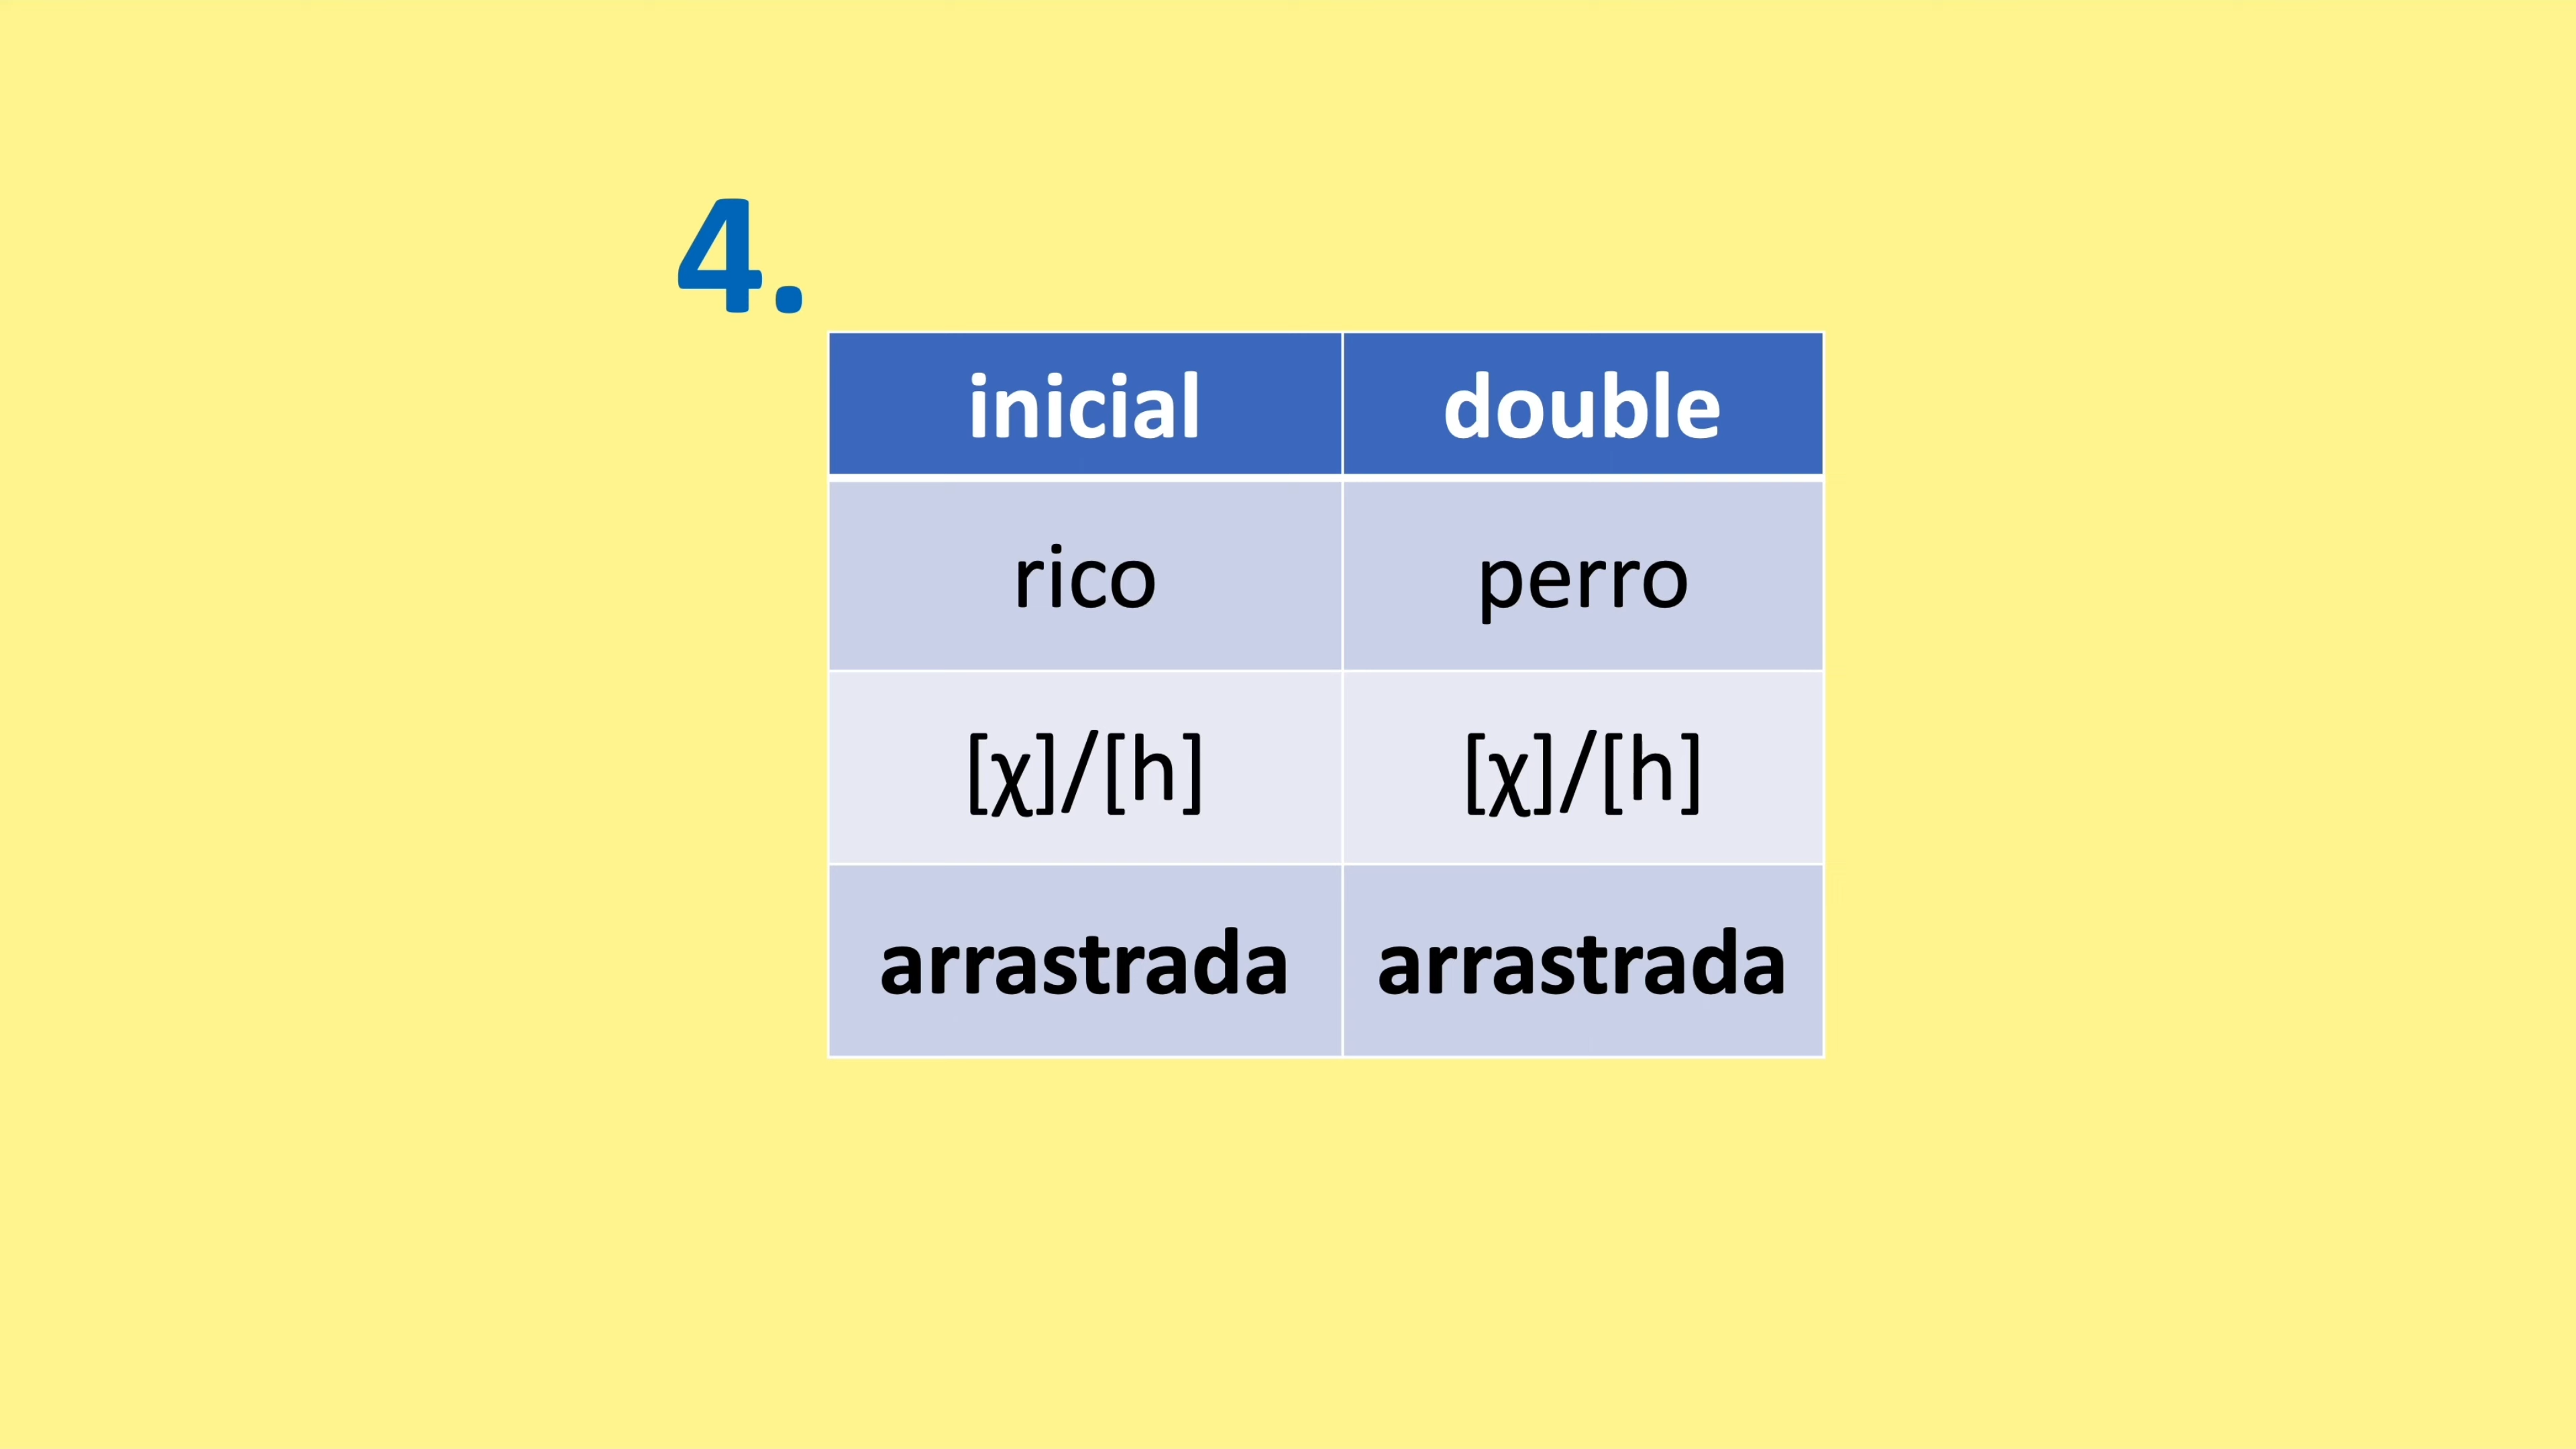 4.
inicial double
rico perro
[χ]/[h] [χ]/[h]
arrastrada arrastrada